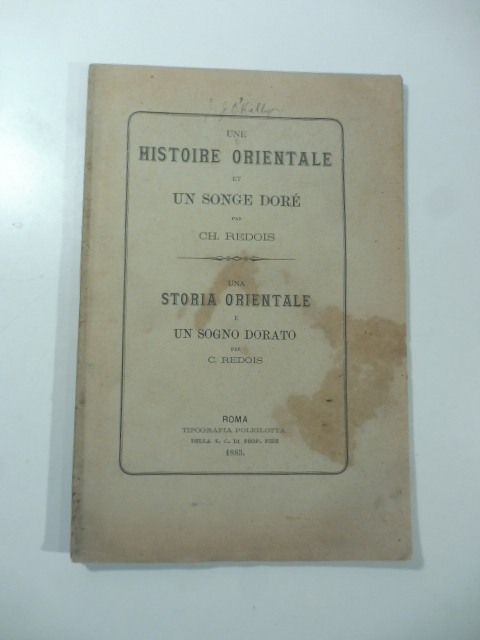 UNE
HISTOIRE ORIENTALE
ET
UN SONGE DORÉ
PAR
CH. REDOIS
UNA
STORIA ORIENTALE
E
UN SOGNO DORATO
PER
C. REDOIS
ROMA
TIPOGRAFIA POLIGLOTTA
DELLA S. C. DI PROP. FIDE
1883.